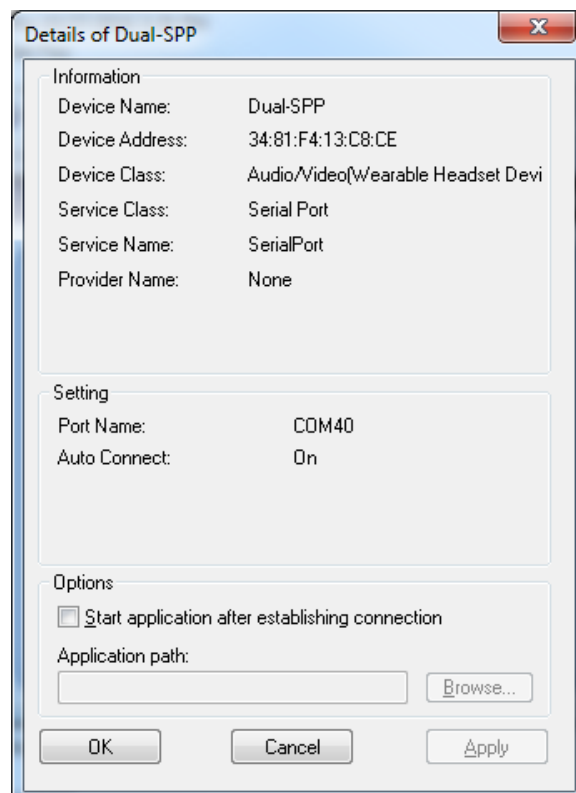 Details of Dual-SPP
Information
Device Name: Dual-SPP
Device Address: 34:81:F4:13:C8:CE
Device Class: Audio/Video(Wearable Headset Devi
Service Class: Serial Port
Service Name: SerialPort
Provider Name: None
Setting
Port Name: COM40
Auto Connect: On
Options
Start application after establishing connection
Application path:
Browse...
OK Cancel Apply